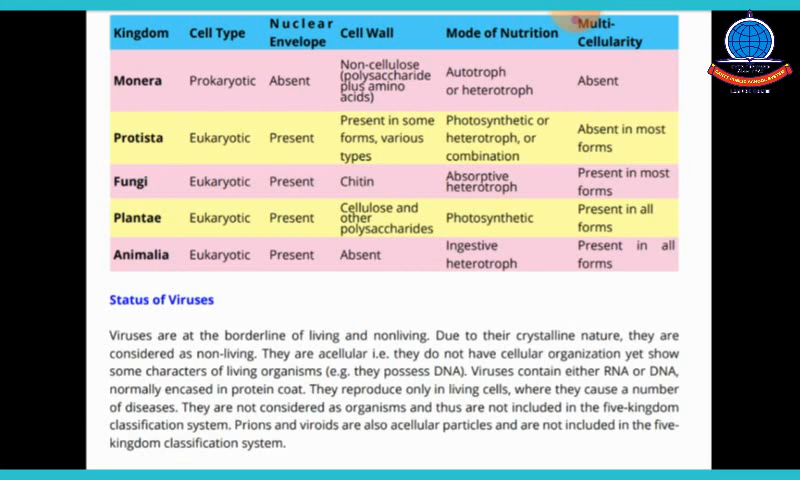 Kingdom Cell Type Nuclear Envelope Cell Wall Mode of Nutrition Multi-Cellularity
Monera Prokaryotic Absent Non-cellulose (polysaccharide plus amino acids) Autotroph or heterotroph Absent
Protista Eukaryotic Present Present in some forms, various types Photosynthetic or heterotroph, or combination Absent in most forms
Fungi Eukaryotic Present Chitin Absorptive heterotroph Present in most forms
Plantae Eukaryotic Present Cellulose and other polysaccharides Photosynthetic Present in all forms
Animalia Eukaryotic Present Absent Ingestive heterotroph Present in all forms
Status of Viruses
Viruses are at the borderline of living and nonliving. Due to their crystalline nature, they are
considered as non-living. They are acellular i.e. they do not have cellular organization yet show
some characters of living organisms (e.g. they possess DNA). Viruses contain either RNA or DNA,
normally encased in protein coat. They reproduce only in living cells, where they cause a number
of diseases. They are not considered as organisms and thus are not included in the five-kingdom
classification system. Prions and viroids are also acellular particles and are not included in the five-
kingdom classification system.